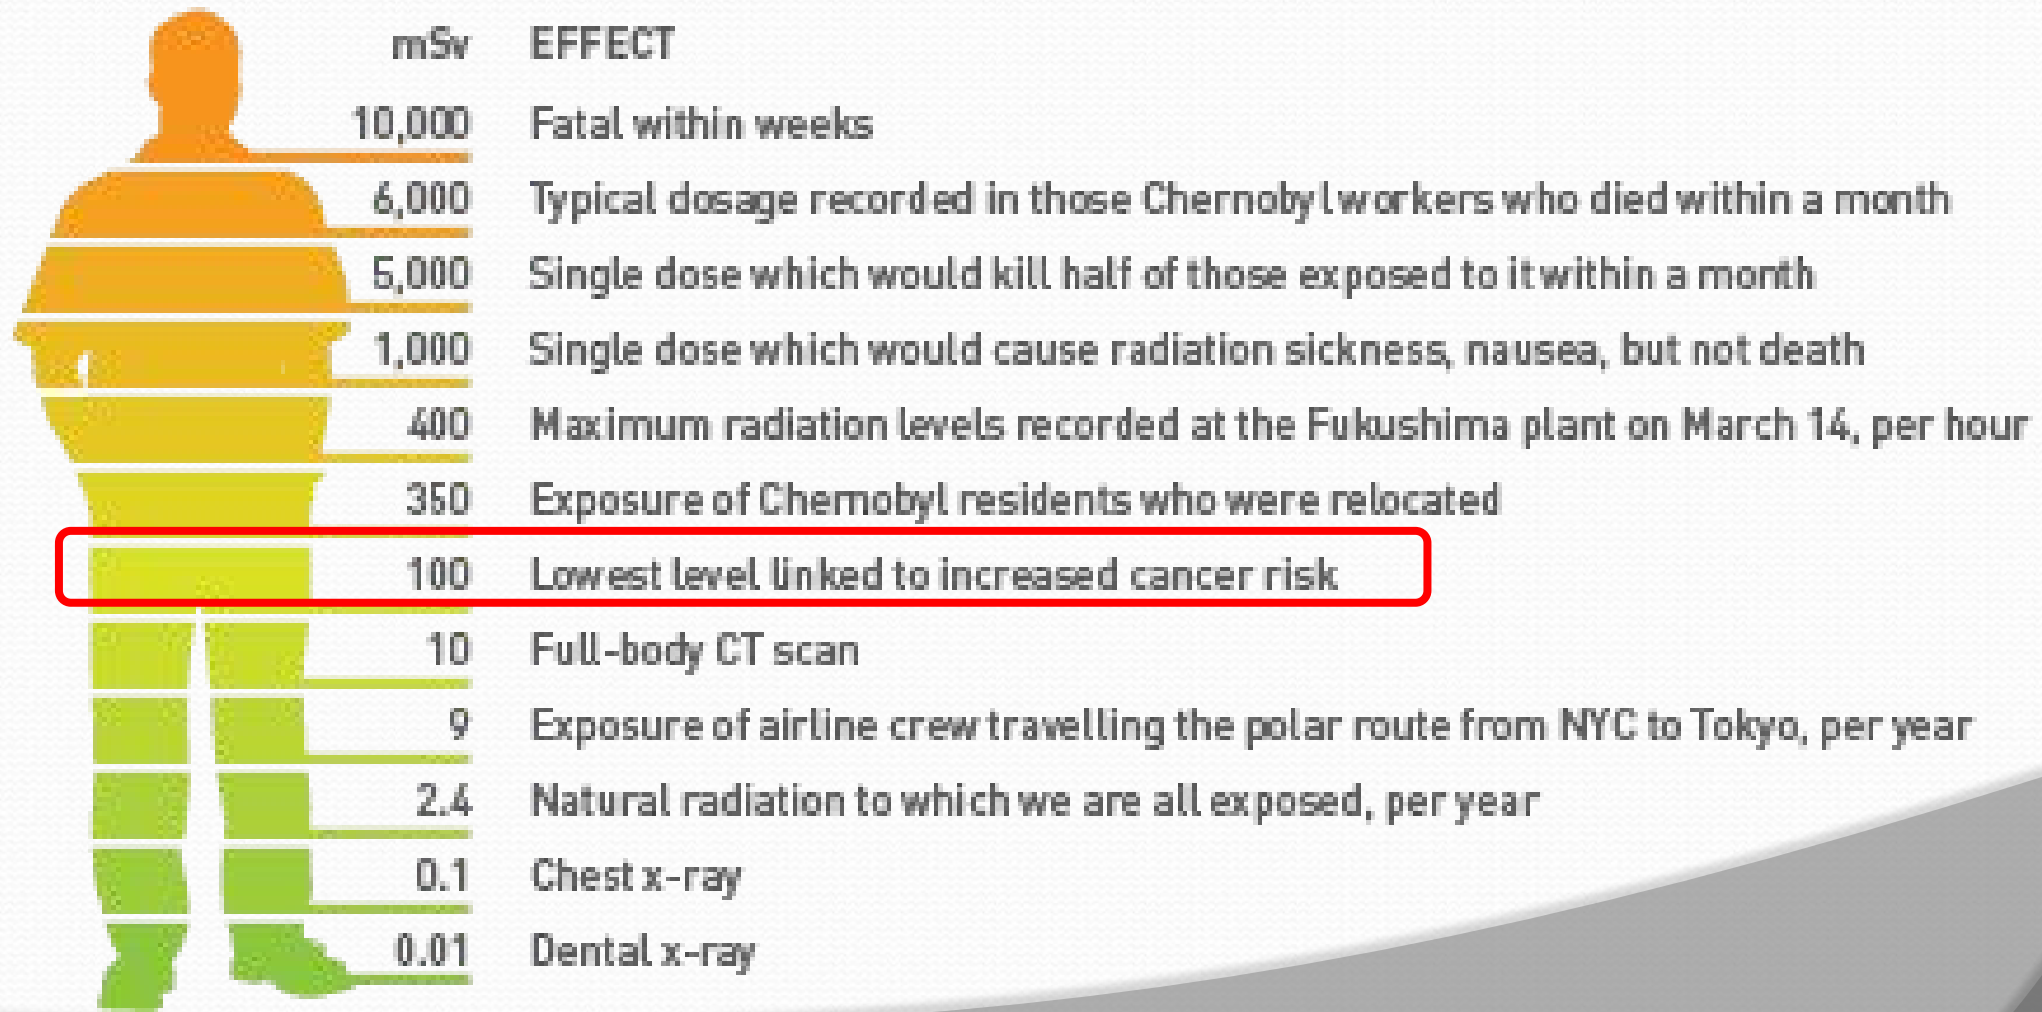 mSv EFFECT
10,000 Fatal within weeks
6,000 Typical dosage recorded in those Chernobyl workers who died within a month
5,000 Single dose which would kill half of those exposed to it within a month
1,000 Single dose which would cause radiation sickness, nausea, but not death
400 Maximum radiation levels recorded at the Fukushima plant on March 14, per hour
350 Exposure of Chernobyl residents who were relocated
100 Lowest level linked to increased cancer risk
10 Full-body CT scan
9 Exposure of airline crew travelling the polar route from NYC to Tokyo, per year
2.4 Natural radiation to which we are all exposed, per year
0.1 Chest x-ray
0.01 Dental x-ray